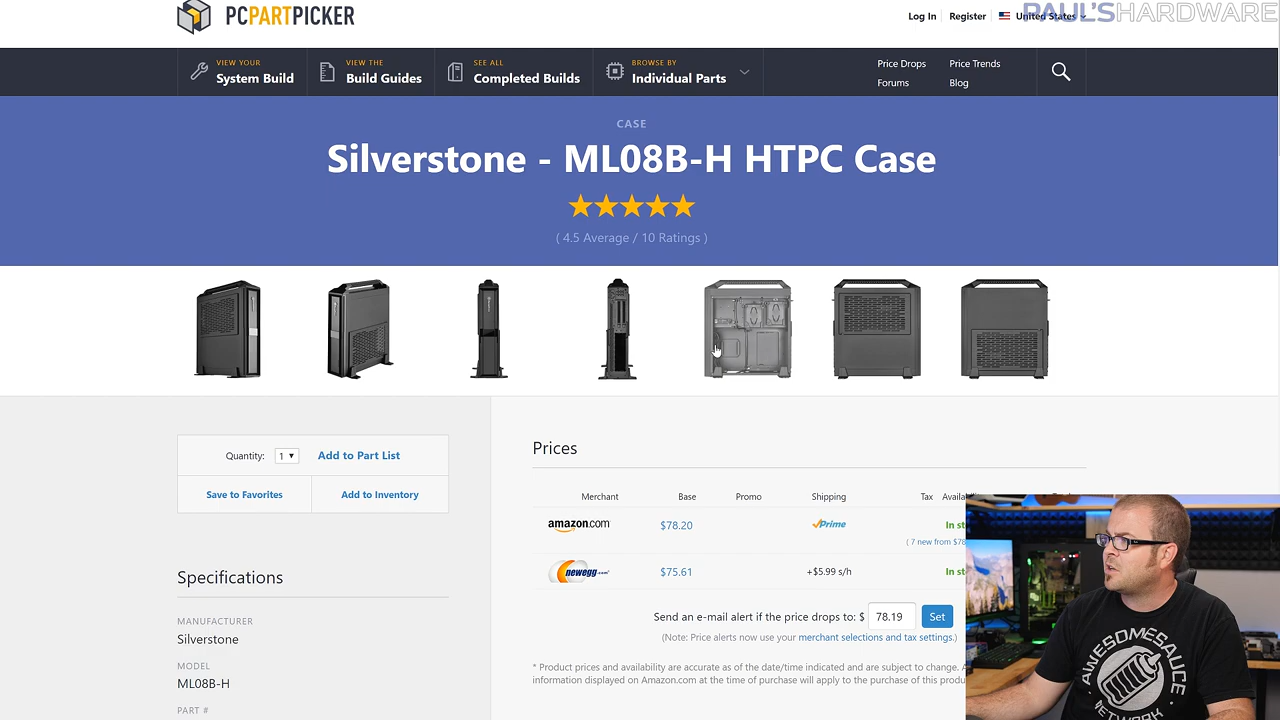 PCPARTPICKER
Log In Register United States
PAUL'SHARDWARE
VIEW YOUR
System Build
VIEW THE
Build Guides
SEE ALL
Completed Builds
BROWSE BY
Individual Parts
Price Drops Price Trends
Forums Blog
CASE
Silverstone - ML08B-H HTPC Case
( 4.5 Average / 10 Ratings )
Quantity: 1 Add to Part List
Save to Favorites Add to Inventory
Prices
Merchant Base Promo Shipping Tax
amazon.com $78.20 Prime In st
( 7 new from $78
newegg.com $75.61 +$5.99 s/h In st
Send an e-mail alert if the price drops to: $ 78.19 Set
(Note: Price alerts now use your merchant selections and tax settings.)
* Product prices and availability are accurate as of the date/time indicated and are subject to change.
information displayed on Amazon.com at the time of purchase will apply to the purchase of this produ
Specifications
MANUFACTURER
Silverstone
MODEL
ML08B-H
PART #
AWESOMESAUCE
NETWORK